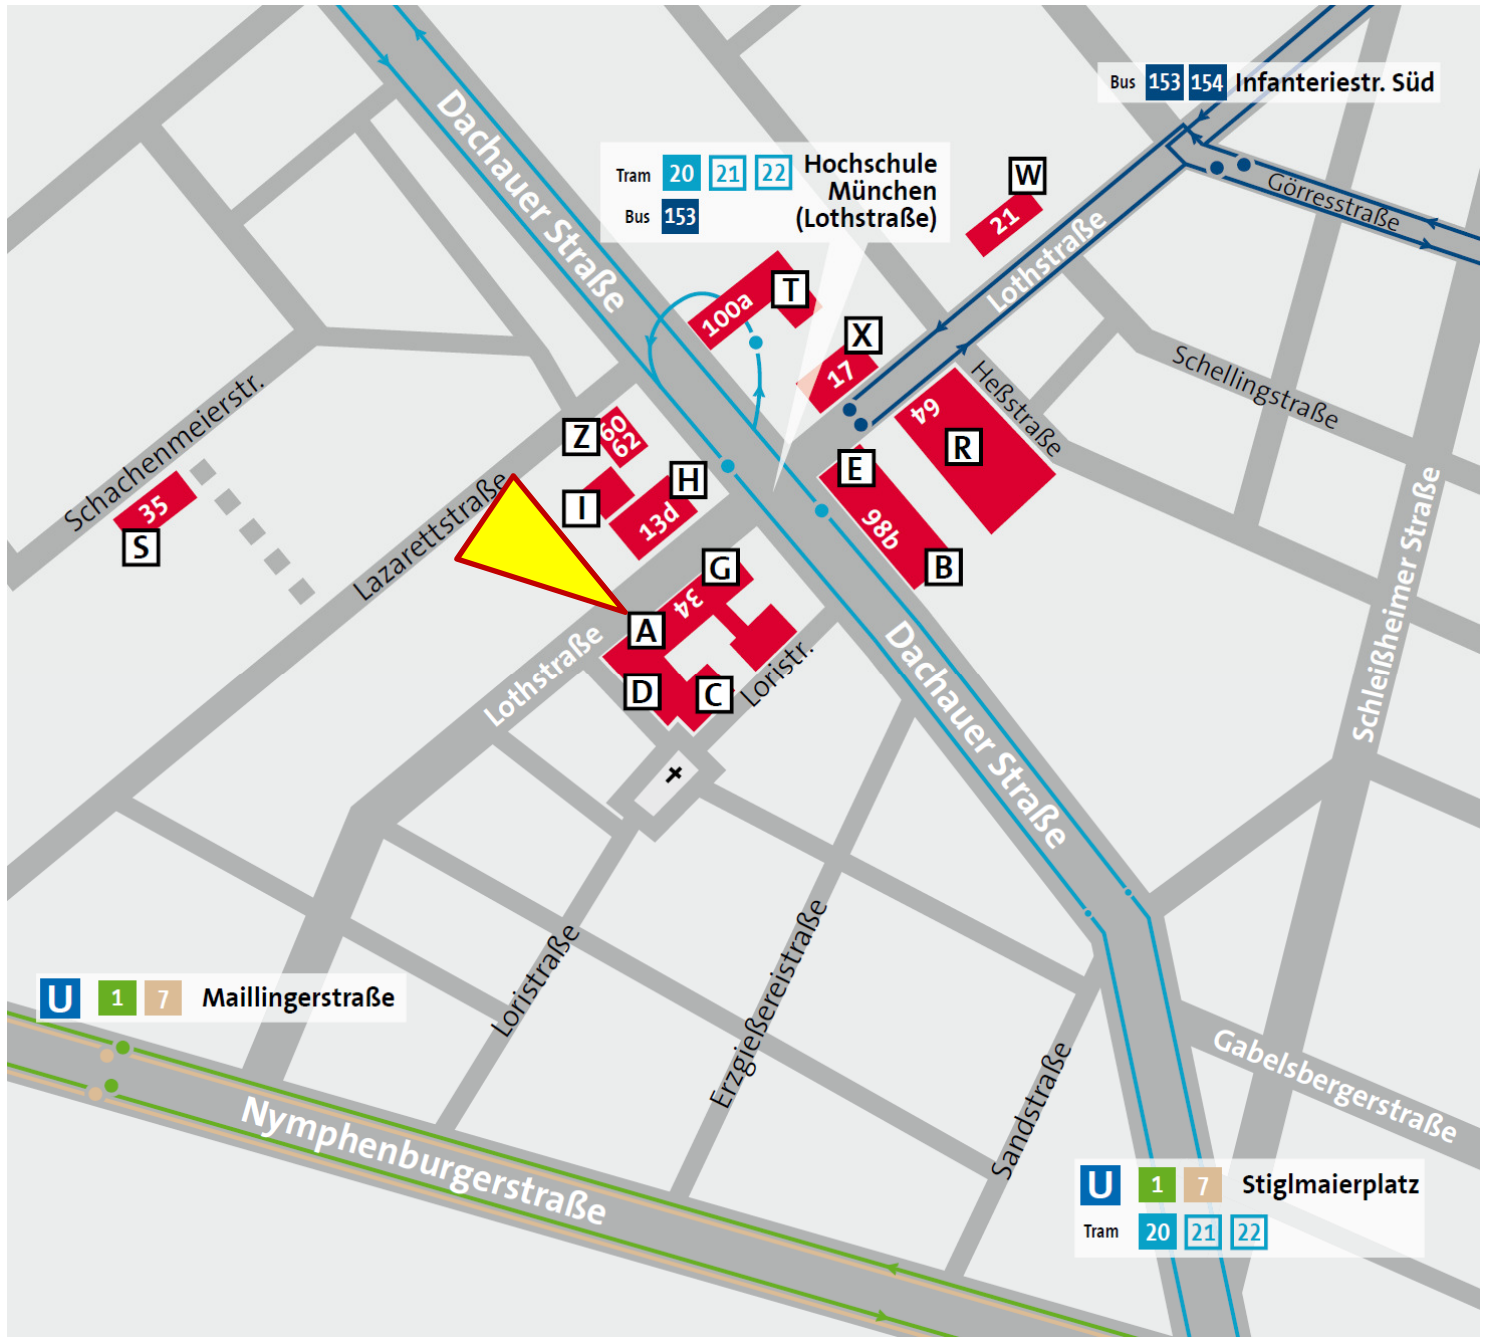 Dachauer Straße
Bus 153 154 Infanteriestr. Süd
Tram 20 21 22 Hochschule
München
Bus 153 (Lothstraße)
W
21
Görresstraße
Lothstraße
T
100a
X
17
Schellingstraße
Heßstraße
64
R
E
98b
B
Z
60
62
H
I
13d
Schachenmeierstr.
35
S
Lazarettstraße
G
34
A
D
C
Loristr.
Lothstraße
Dachauer Straße
Schleißheimer Straße
Loristraße
Erzgießereistraße
Sandstraße
U 1 7 Maillingerstraße
Gabelsbergerstraße
Nymphenburgerstraße
U 1 7 Stiglmaierplatz
Tram 20 21 22